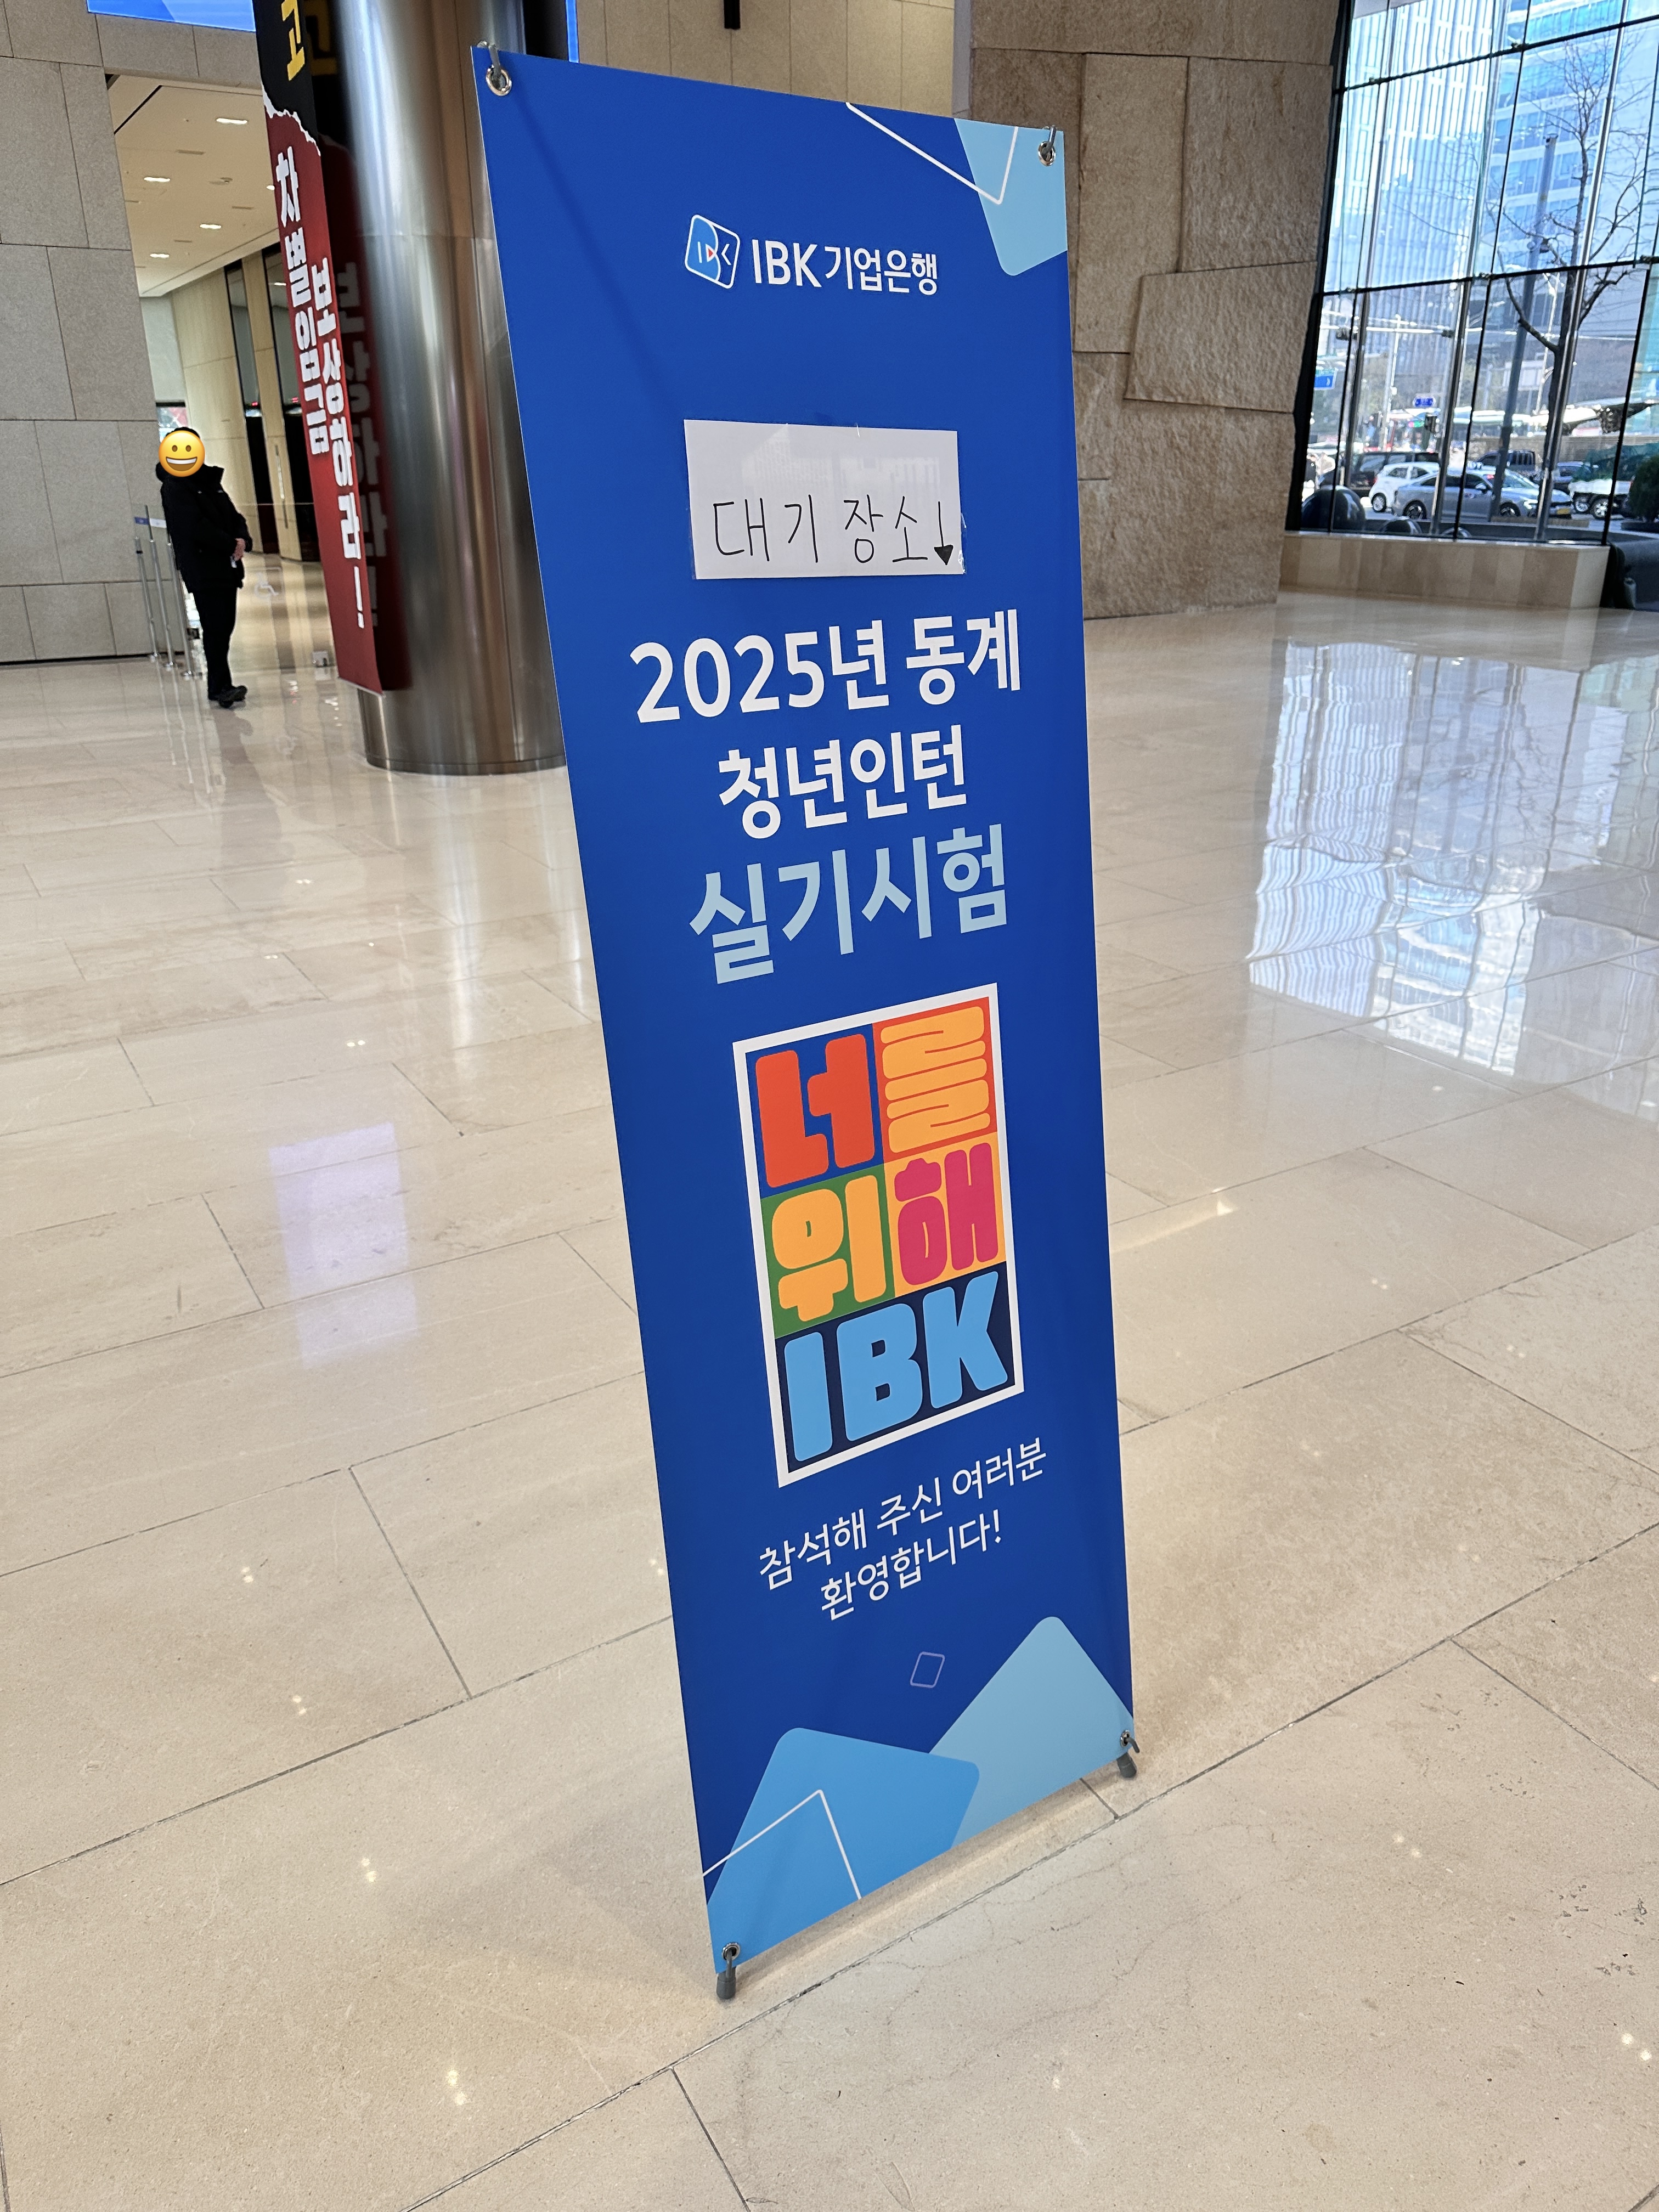 IBK기업은행
대기 장소↓
2025년 동계
청년인턴
실기시험
너를
위해
IBK
참석해 주신 여러분
환영합니다!
차별임금
보상하라!